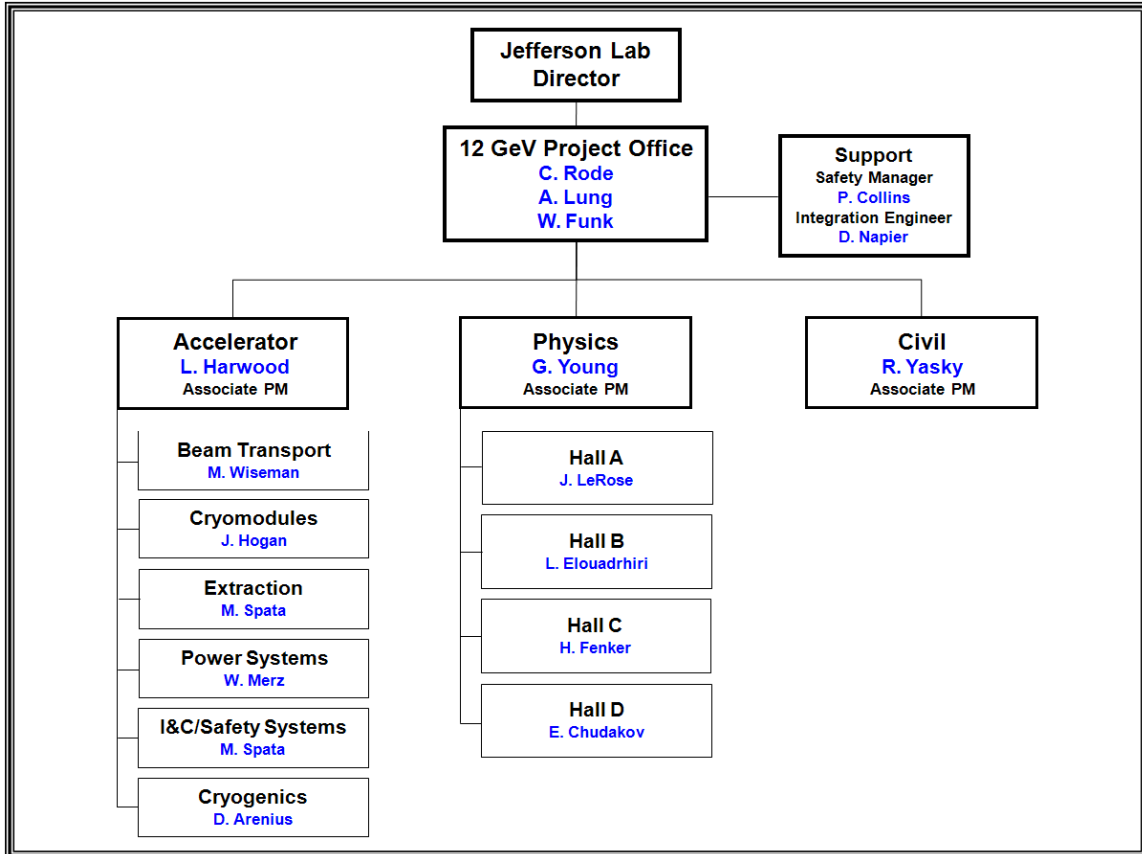 Jefferson Lab
Director
12 GeV Project Office
C. Rode
A. Lung
W. Funk
Support
Safety Manager
P. Collins
Integration Engineer
D. Napier
Accelerator
L. Harwood
Associate PM
Physics
G. Young
Associate PM
Civil
R. Yasky
Associate PM
Beam Transport
M. Wiseman
Cryomodules
J. Hogan
Extraction
M. Spata
Power Systems
W. Merz
I&C/Safety Systems
M. Spata
Cryogenics
D. Arenius
Hall A
J. LeRose
Hall B
L. Elouadrhiri
Hall C
H. Fenker
Hall D
E. Chudakov